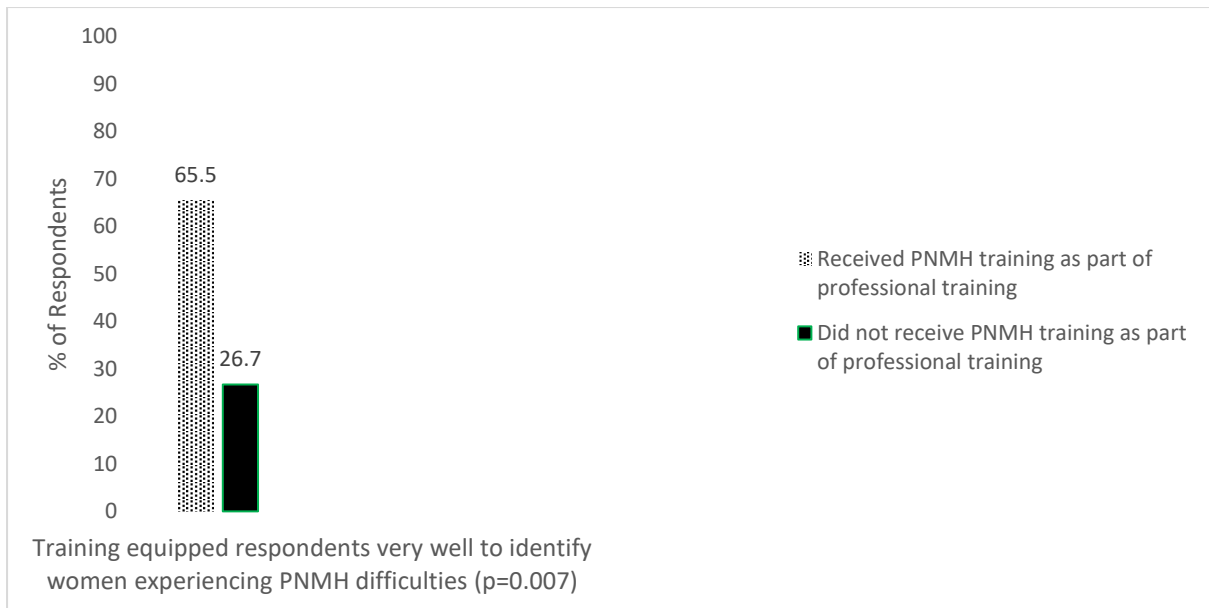 % of Respondents
100
90
80
70
60
50
40
30
20
10
0
65.5
26.7
Training equipped respondents very well to identify
women experiencing PNMH difficulties (p=0.007)
Received PNMH training as part of
professional training
Did not receive PNMH training as part
of professional training